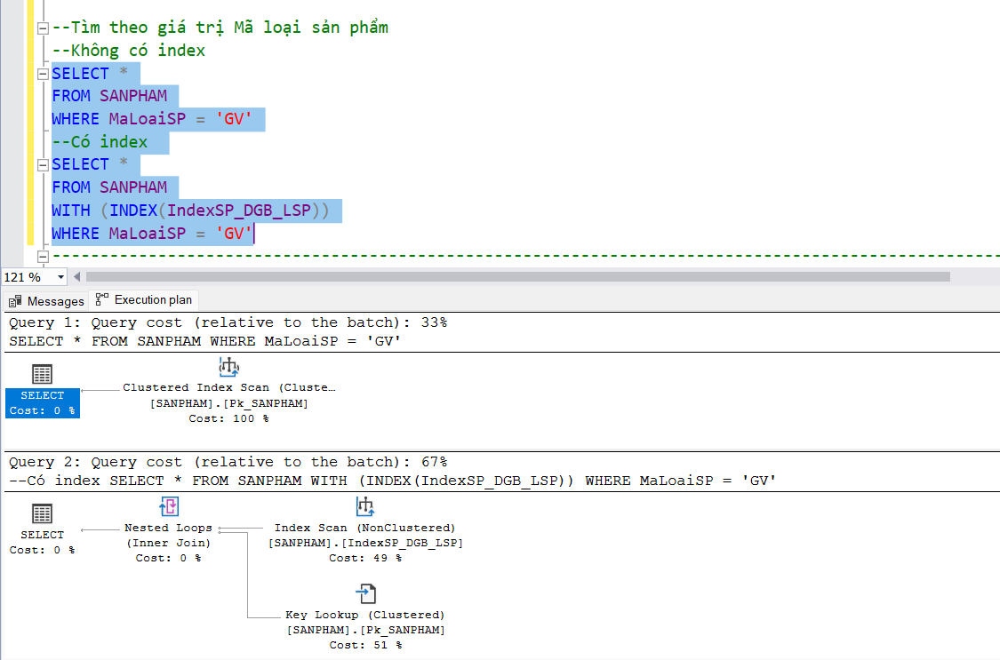 --Tìm theo giá trị Mã loại sản phẩm
--Không có index
SELECT *
FROM SANPHAM
WHERE MaLoaiSP = 'GV'
--Có index
SELECT *
FROM SANPHAM
WITH (INDEX(IndexSP_DGB_LSP))
WHERE MaLoaiSP = 'GV'
121 %
Messages Execution plan
Query 1: Query cost (relative to the batch): 33%
SELECT * FROM SANPHAM WHERE MaLoaiSP = 'GV'
SELECT
Cost: 0 %
Clustered Index Scan (Cluste…
[SANPHAM].[Pk_SANPHAM]
Cost: 100 %
Query 2: Query cost (relative to the batch): 67%
--Có index SELECT * FROM SANPHAM WITH (INDEX(IndexSP_DGB_LSP)) WHERE MaLoaiSP = 'GV'
SELECT
Cost: 0 %
Nested Loops
(Inner Join)
Cost: 0 %
Index Scan (NonClustered)
[SANPHAM].[IndexSP_DGB_LSP]
Cost: 49 %
Key Lookup (Clustered)
[SANPHAM].[Pk_SANPHAM]
Cost: 51 %